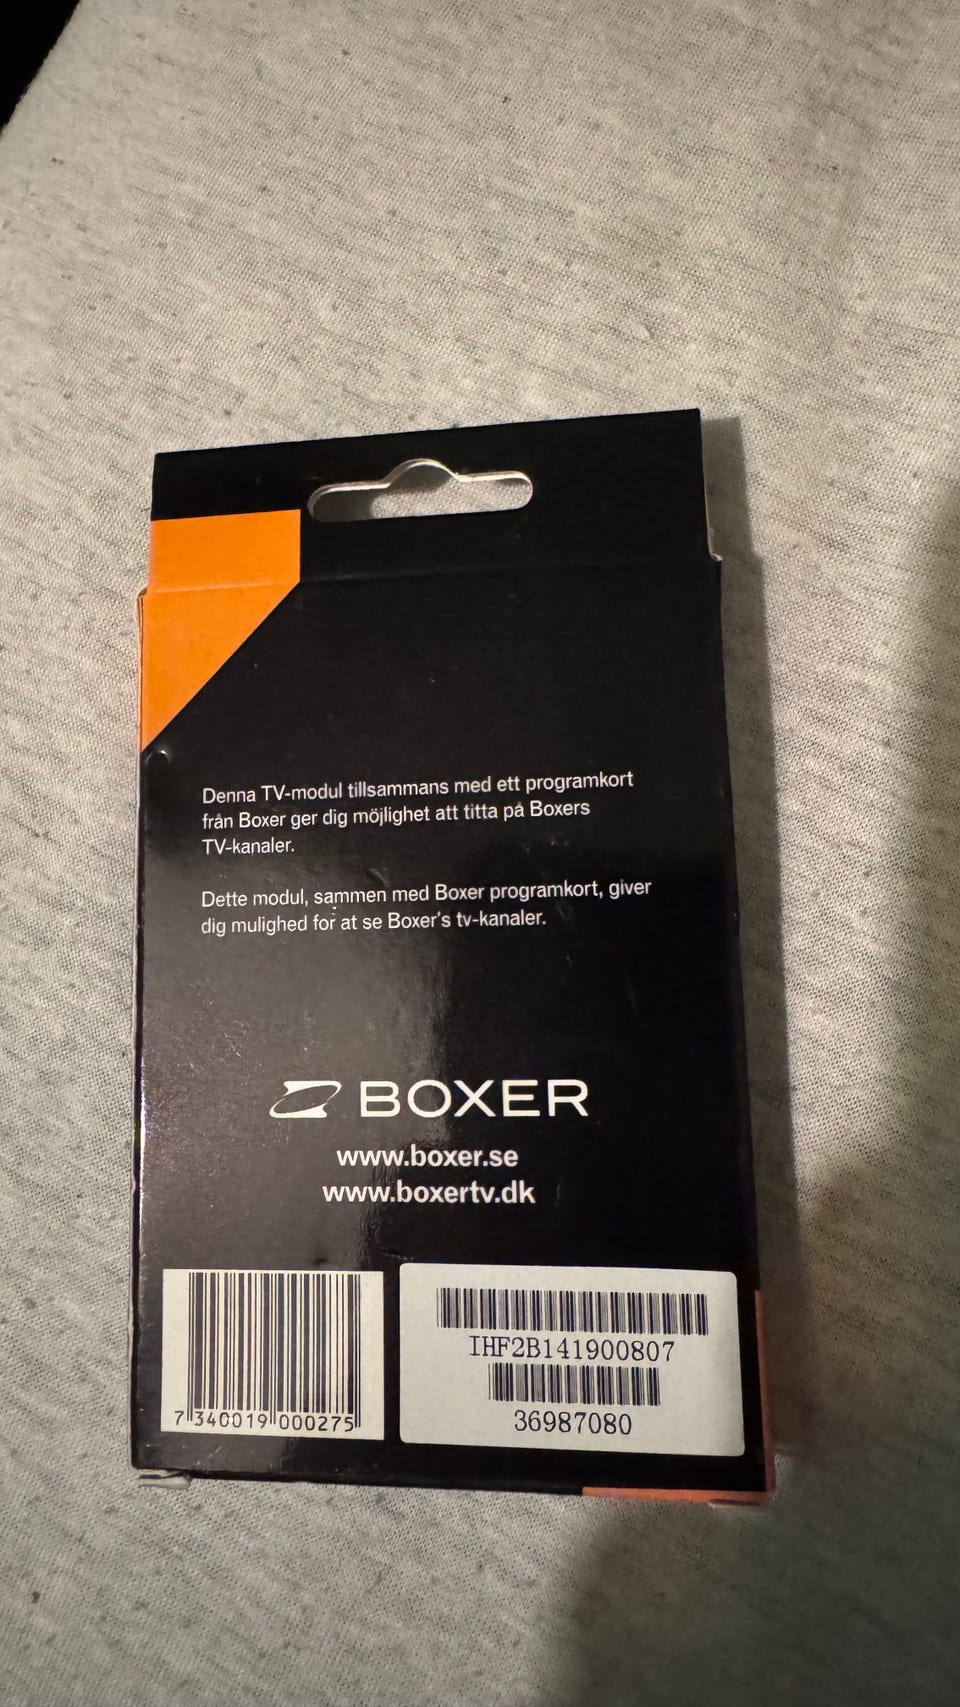 Denna TV-modul tillsammans med ett programkort
från Boxer ger dig möjlighet att titta på Boxers
TV-kanaler.
Dette modul, sammen med Boxer programkort, giver
dig mulighed for at se Boxer's tv-kanaler.
BOXER
www.boxer.se
www.boxertv.dk
7 340019 000275
IHF2B141900807
36987080